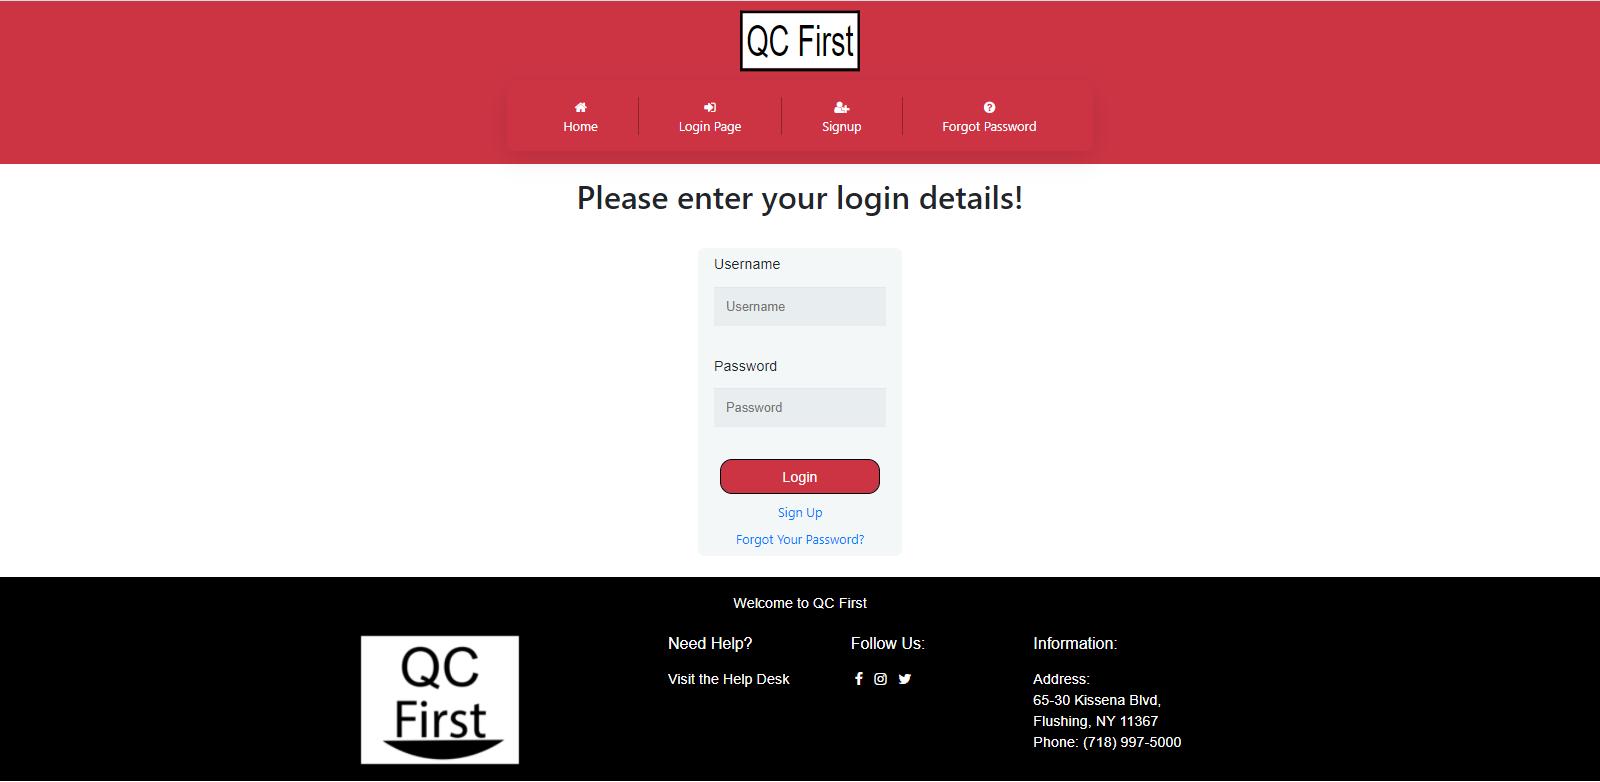 QC First
Home
Login Page
Signup
Forgot Password
Please enter your login details!
Username
Username
Password
Password
Login
Sign Up
Forgot Your Password?
Welcome to QC First
QC
First
Need Help?
Visit the Help Desk
Follow Us:
Information:
Address:
65-30 Kissena Blvd,
Flushing, NY 11367
Phone: (718) 997-5000